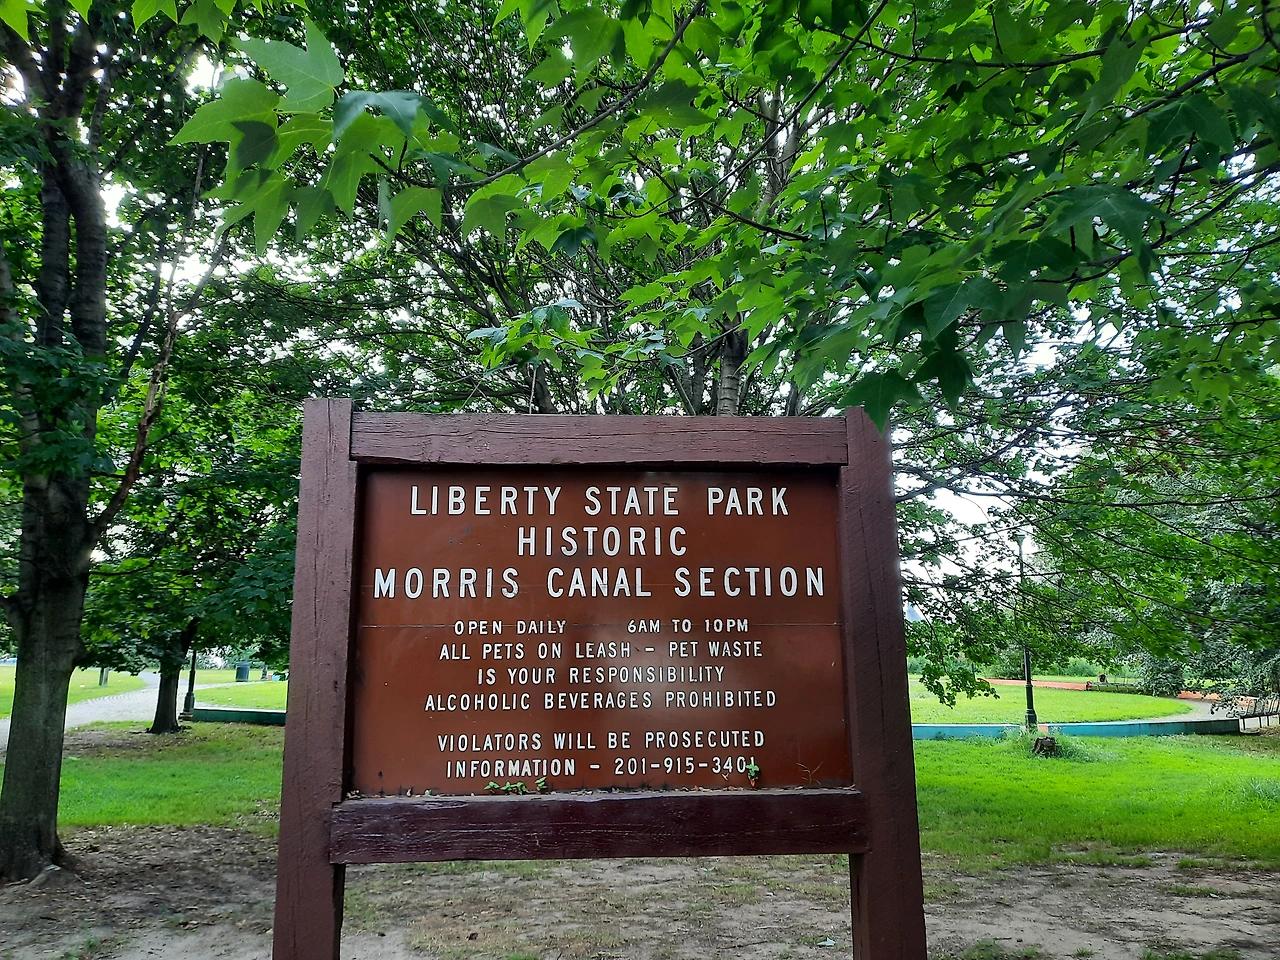 LIBERTY STATE PARK
HISTORIC
MORRIS CANAL SECTION
OPEN DAILY 6AM TO 10PM
ALL PETS ON LEASH - PET WASTE
IS YOUR RESPONSIBILITY
ALCOHOLIC BEVERAGES PROHIBITED
VIOLATORS WILL BE PROSECUTED
INFORMATION - 201-915-3401